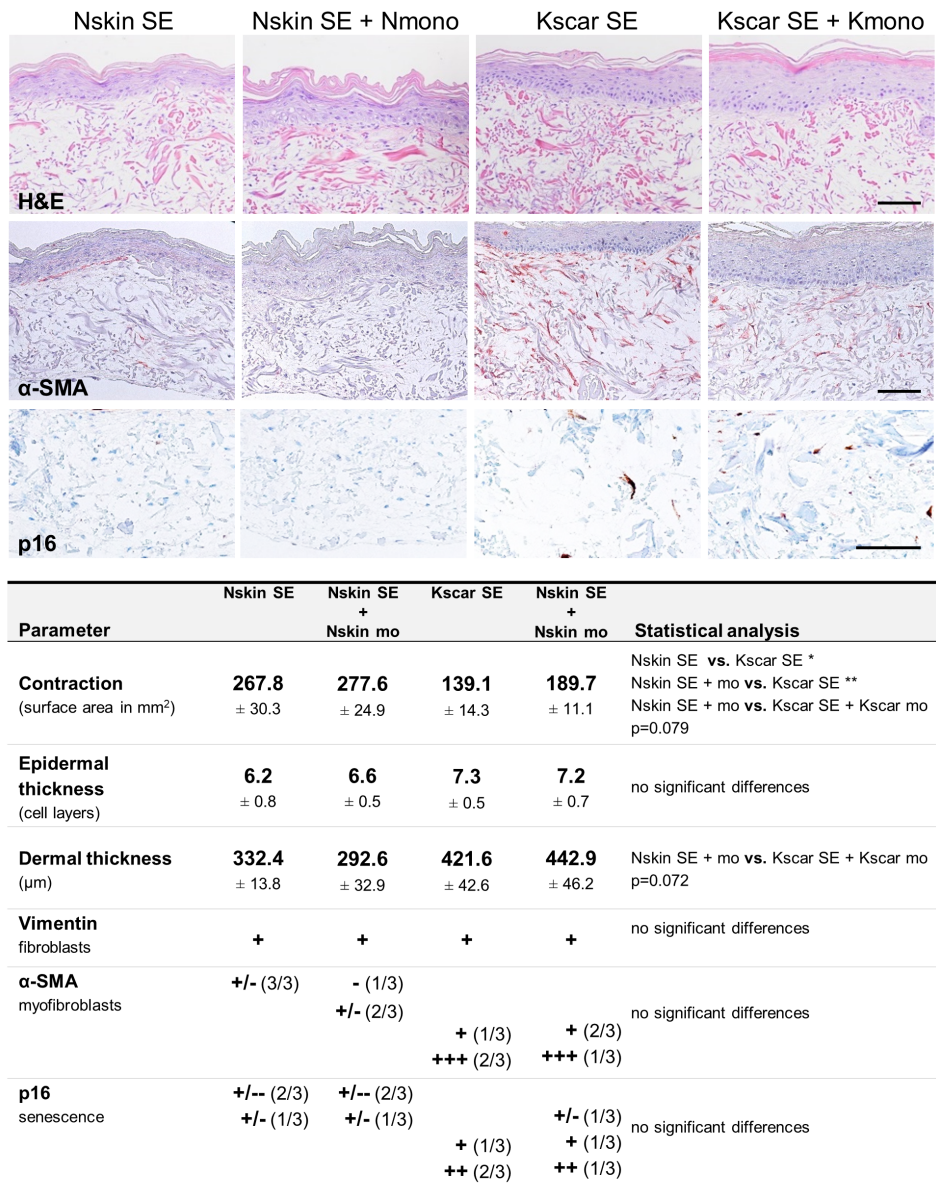 Nskin SE Nskin SE + Nmono Kscar SE Kscar SE + Kmono
H&E
α-SMA
p16
Parameter Nskin SE Nskin SE + Nskin mo Kscar SE Nskin SE + Nskin mo Statistical analysis
Contraction (surface area in mm²) 267.8 ± 30.3 277.6 ± 24.9 139.1 ± 14.3 189.7 ± 11.1
Nskin SE vs. Kscar SE *
Nskin SE + mo vs. Kscar SE **
Nskin SE + mo vs. Kscar SE + Kscar mo
p=0.079
Epidermal thickness (cell layers) 6.2 ± 0.8 6.6 ± 0.5 7.3 ± 0.5 7.2 ± 0.7 no significant differences
Dermal thickness (µm) 332.4 ± 13.8 292.6 ± 32.9 421.6 ± 42.6 442.9 ± 46.2
Nskin SE + mo vs. Kscar SE + Kscar mo
p=0.072
Vimentin fibroblasts + + + + no significant differences
α-SMA myofibroblasts
+/- (3/3) - (1/3)
+/- (2/3)
+ (1/3) + (2/3)
+++ (2/3) +++ (1/3)
no significant differences
p16 senescence
+/-- (2/3) +/-- (2/3)
+/- (1/3) +/- (1/3) +/- (1/3)
+ (1/3) + (1/3)
++ (2/3) ++ (1/3)
no significant differences